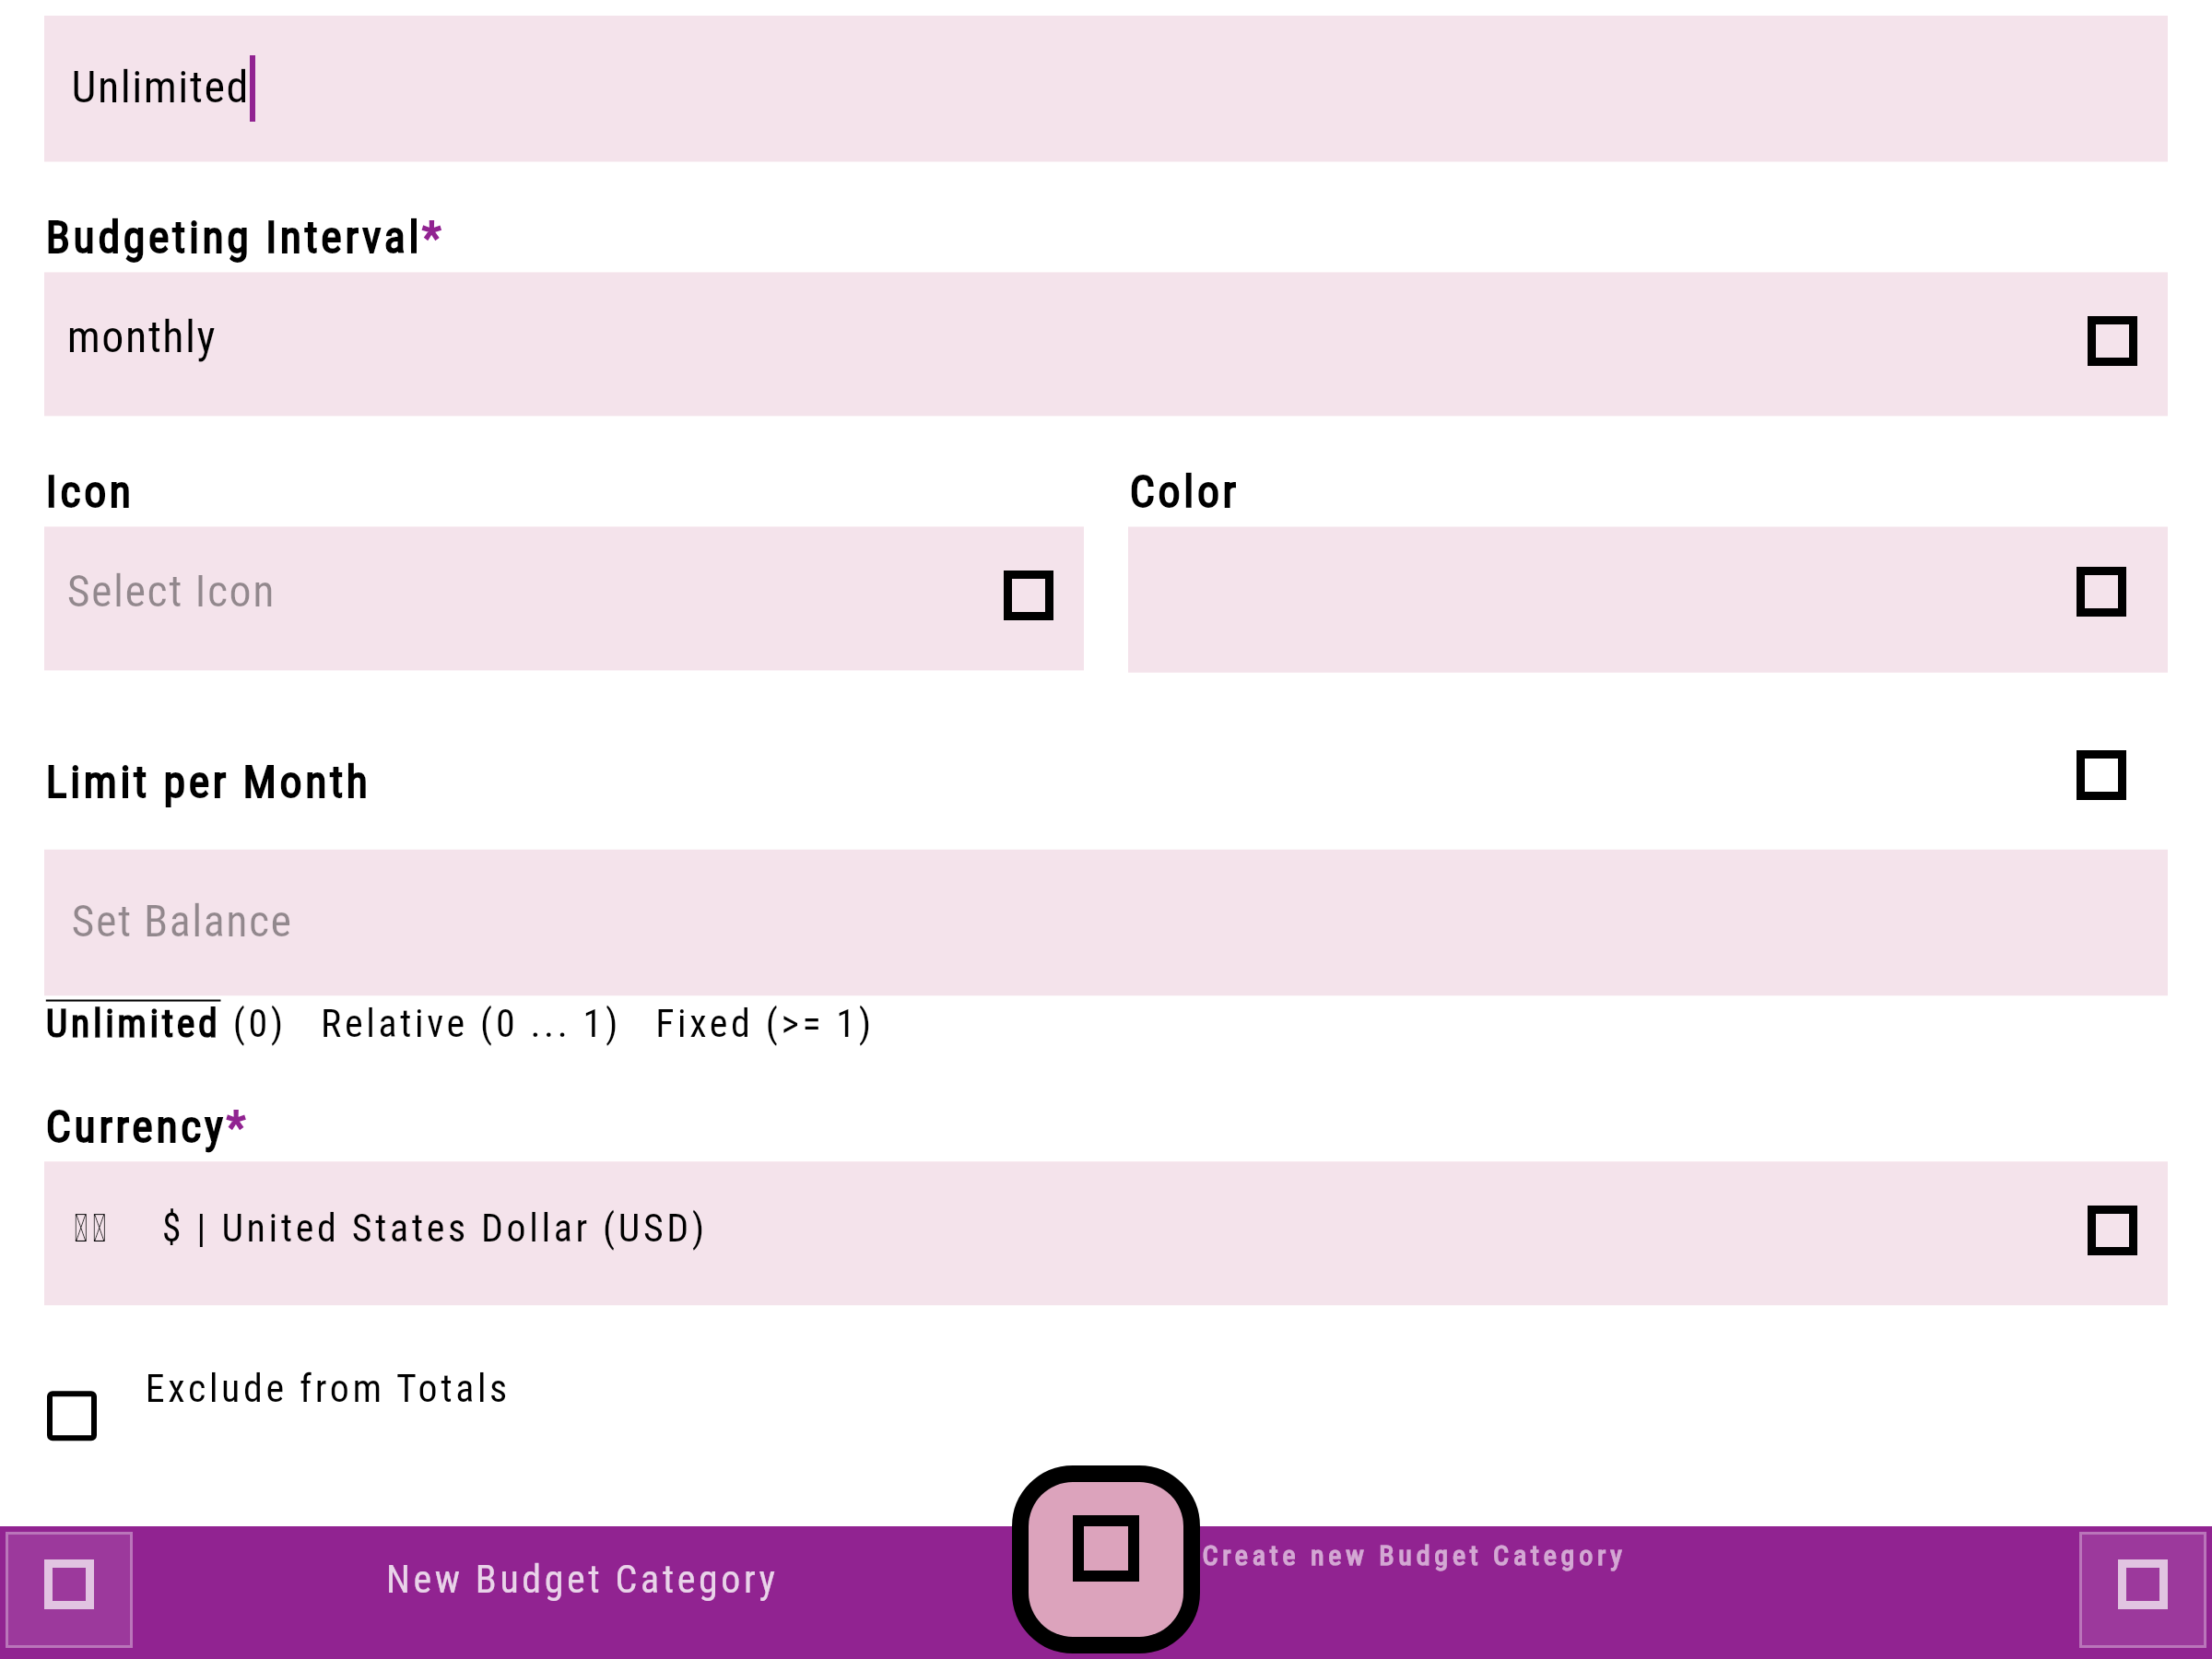 Unlimited
Budgeting Interval*
monthly
Icon
Color
Select Icon
Limit per Month
Set Balance
Unlimited (0) Relative (0 ... 1) Fixed (>= 1)
Currency*
$ | United States Dollar (USD)
Exclude from Totals
New Budget Category
Create new Budget Category